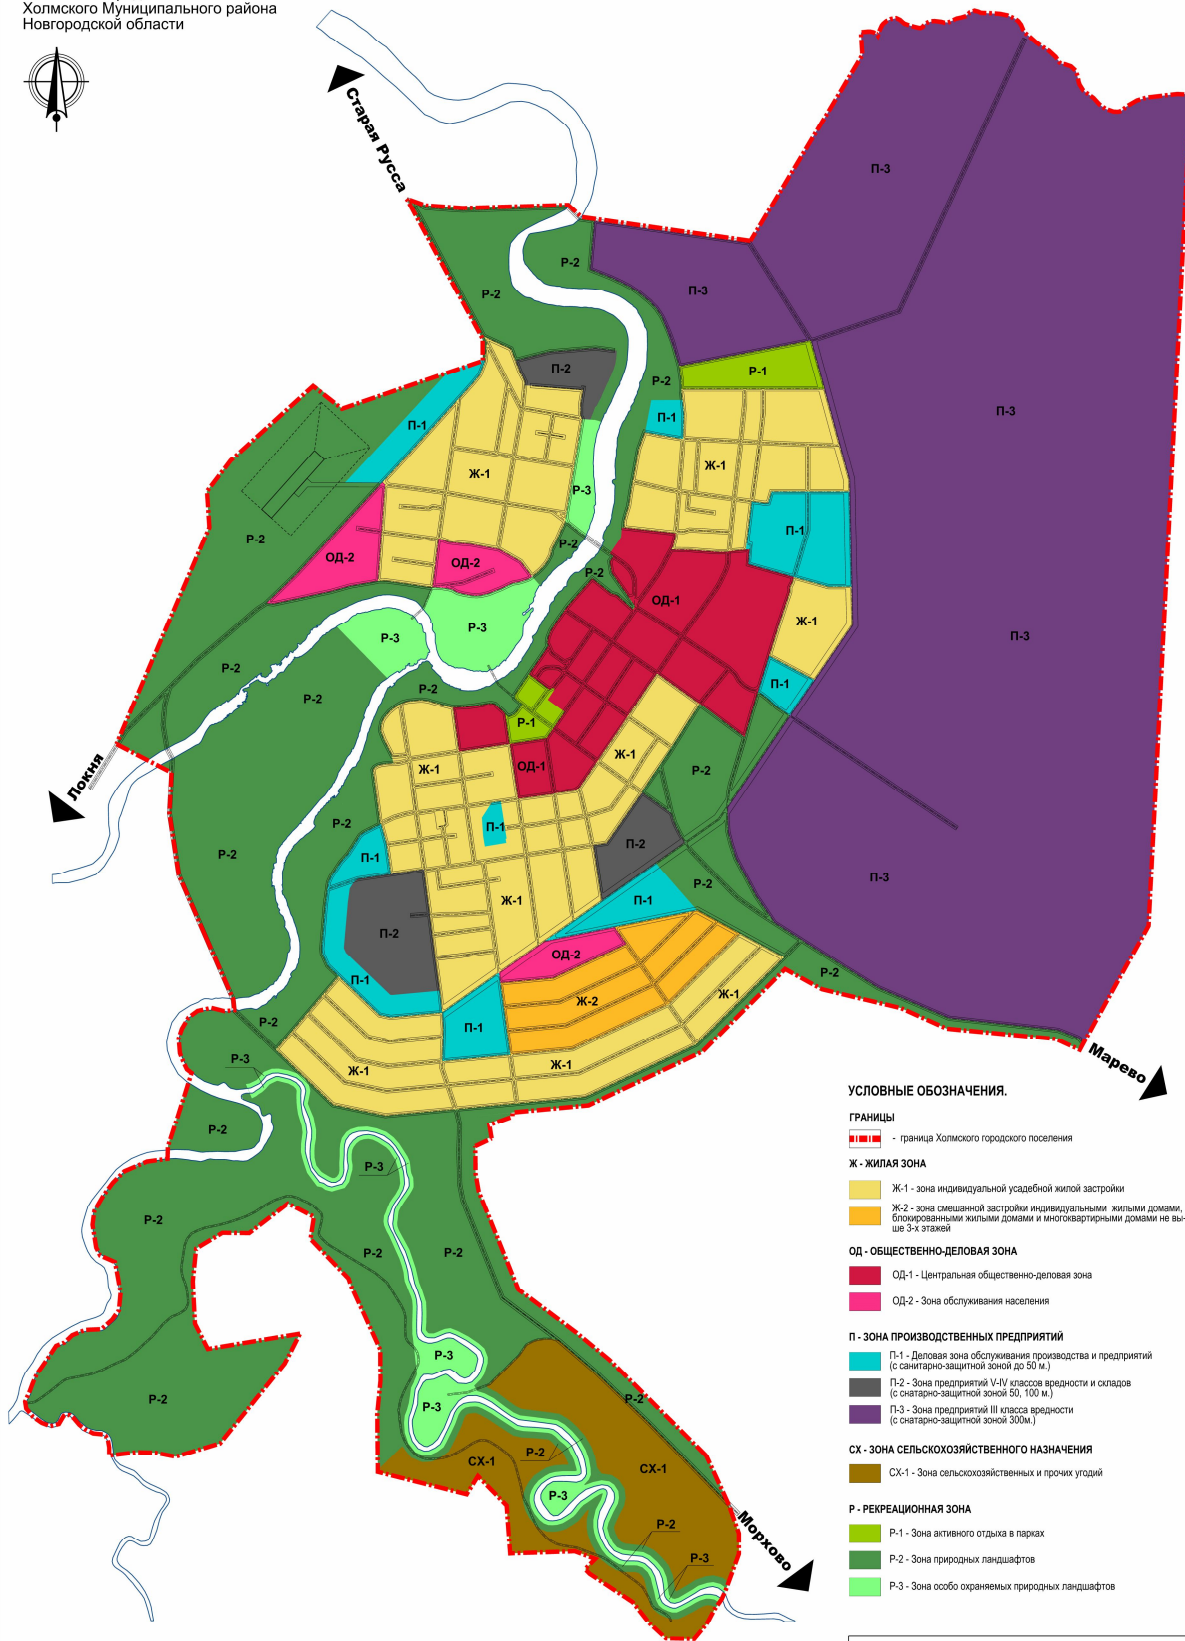 Холмского Муниципального района
Новгородской области
Старая Русса
П-3
Р-2
П-3
Р-2
П-2
Р-2
Р-1
П-1
П-1
П-3
Ж-1
Ж-1
Р-3
П-1
Р-2
Р-2
ОД-2
ОД-2
Р-2
ОД-1
Ж-1
Р-3
Р-3
П-3
Р-2
Р-2
Р-2
П-1
Р-1
Ж-1
Ж-1
ОД-1
Р-2
Локня
Р-2
П-1
П-2
Р-2
П-1
П-3
Р-2
Ж-1
П-1
П-2
ОД-2
Р-2
П-1
Ж-2
Ж-1
Р-2
П-1
Р-3
Ж-1
Ж-1
Марево
Р-2
Р-3
Р-2
Р-2
Р-2
Р-3
Р-2
Р-2
Р-3
Р-2
СХ-1
СХ-1
Р-3
Р-2
Р-3
Морхово
УСЛОВНЫЕ ОБОЗНАЧЕНИЯ.
ГРАНИЦЫ
- граница Холмского городского поселения
Ж - ЖИЛАЯ ЗОНА
Ж-1 - зона индивидуальной усадебной жилой застройки
Ж-2 - зона смешанной застройки индивидуальными жилыми домами,
блокированными жилыми домами и многоквартирными домами не вы-
ше 3-х этажей
ОД - ОБЩЕСТВЕННО-ДЕЛОВАЯ ЗОНА
ОД-1 - Центральная общественно-деловая зона
ОД-2 - Зона обслуживания населения
П - ЗОНА ПРОИЗВОДСТВЕННЫХ ПРЕДПРИЯТИЙ
П-1 - Деловая зона обслуживания производства и предприятий
(с санитарно-защитной зоной до 50 м.)
П-2 - Зона предприятий V-IV классов вредности и складов
(с снатарно-защитной зоной 50, 100 м.)
П-3 - Зона предприятий III класса вредности
(с снатарно-защитной зоной 300м.)
СХ - ЗОНА СЕЛЬСКОХОЗЯЙСТВЕННОГО НАЗНАЧЕНИЯ
СХ-1 - Зона сельскохозяйственных и прочих угодий
Р - РЕКРЕАЦИОННАЯ ЗОНА
Р-1 - Зона активного отдыха в парках
Р-2 - Зона природных ландшафтов
Р-3 - Зона особо охраняемых природных ландшафтов